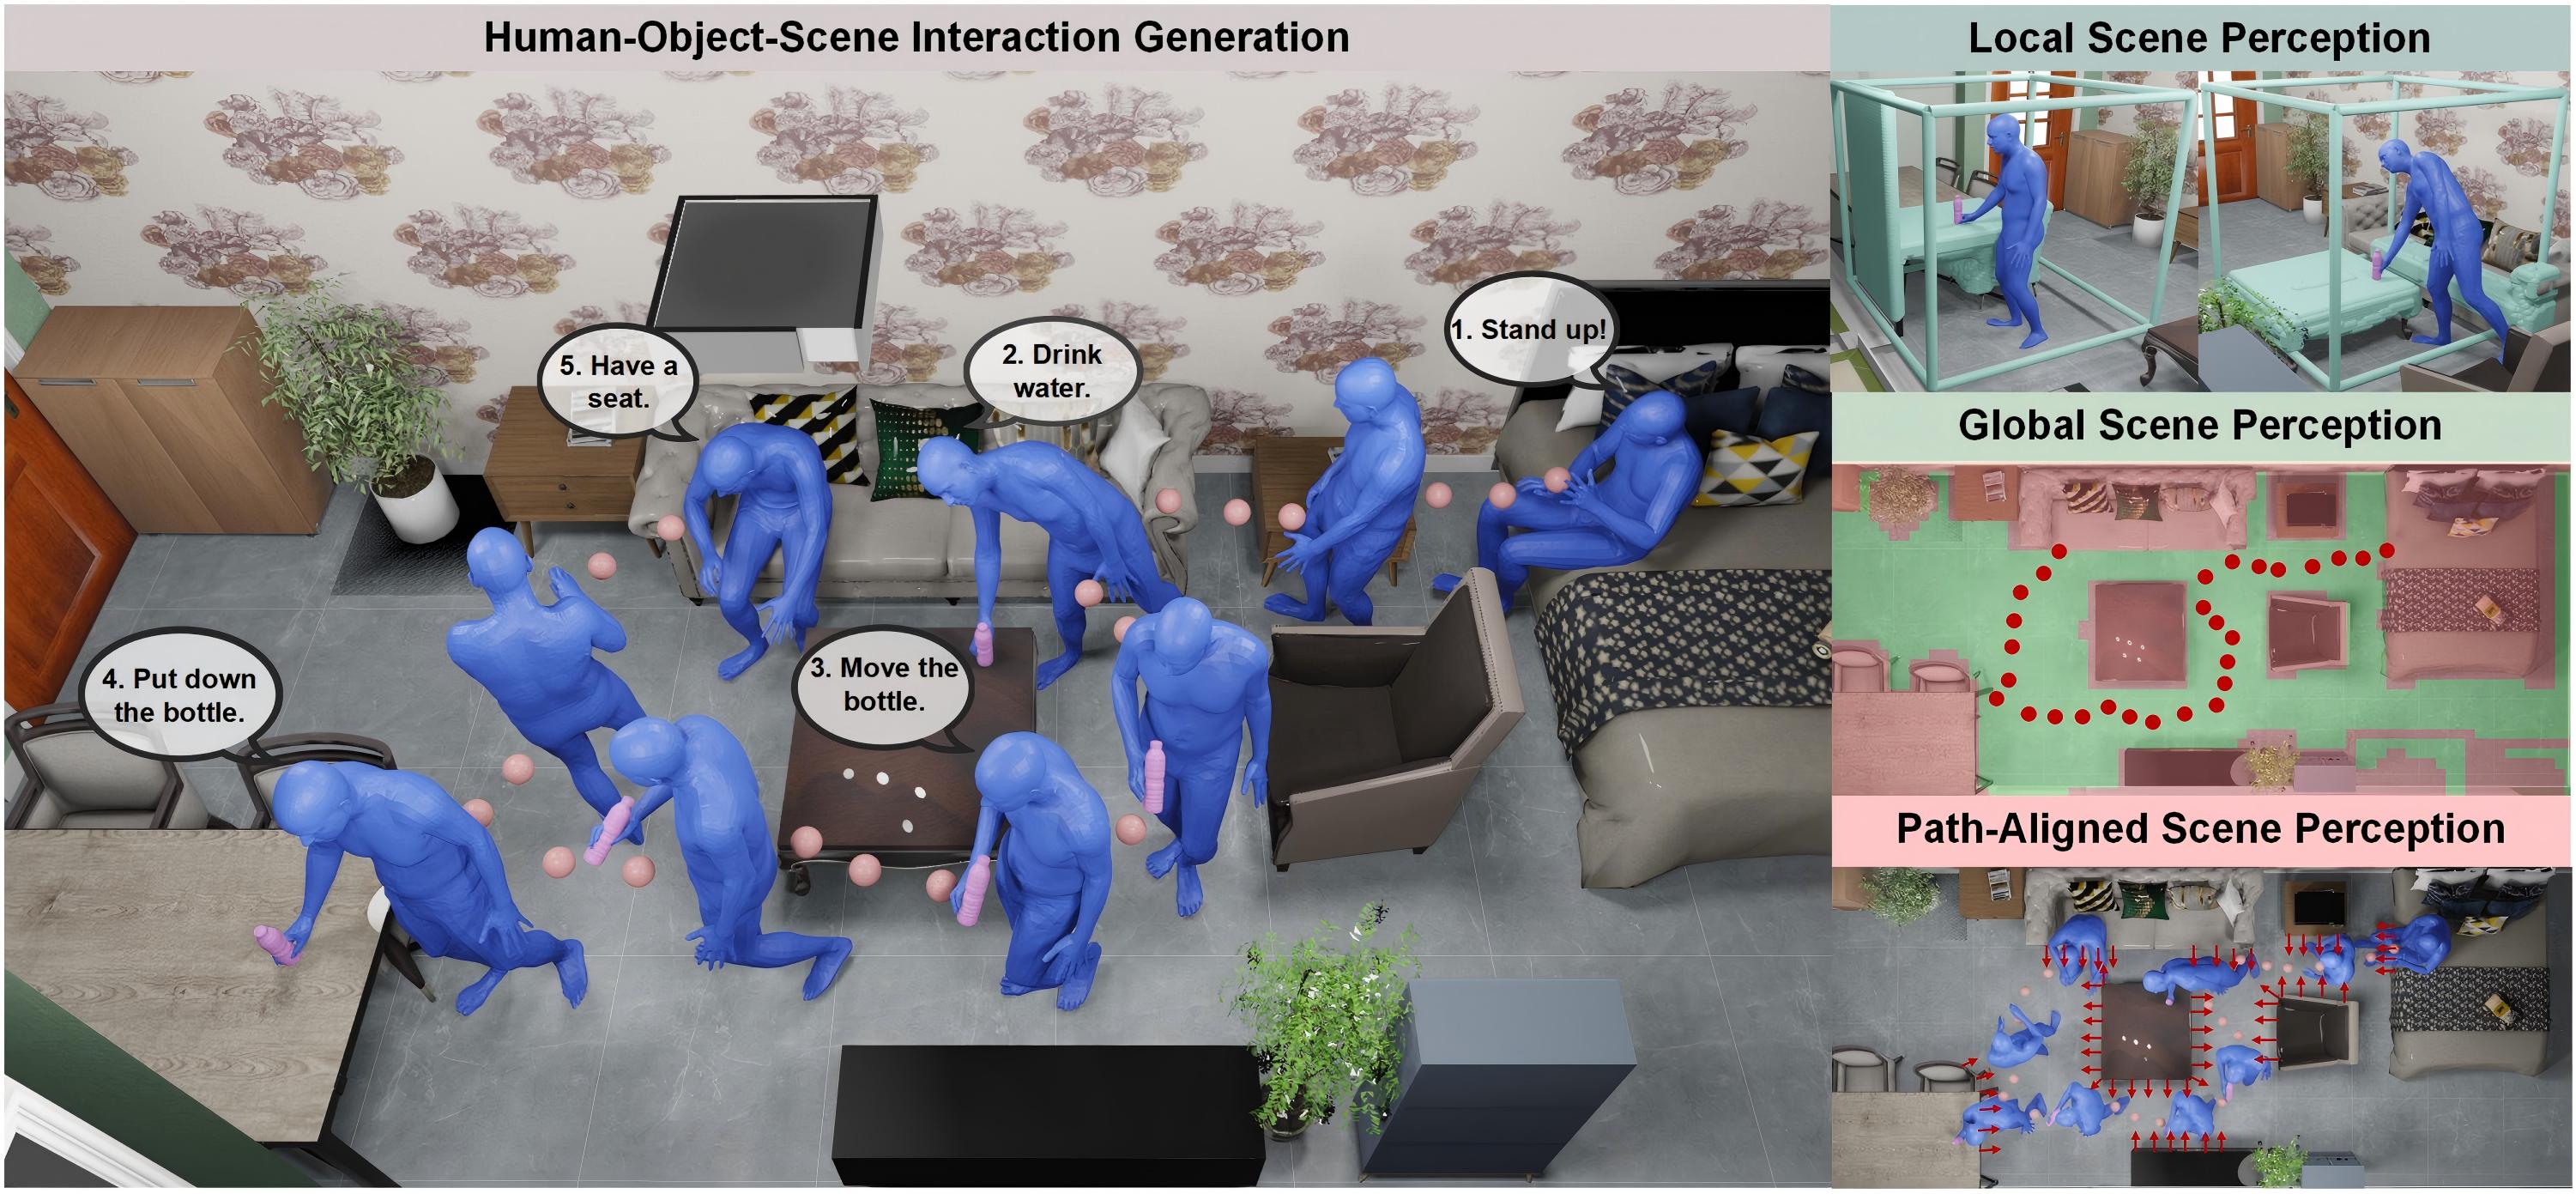 Human-Object-Scene Interaction Generation
Local Scene Perception
1. Stand up!
2. Drink
water.
5. Have a
seat.
3. Move the
bottle.
4. Put down
the bottle.
Global Scene Perception
Path-Aligned Scene Perception